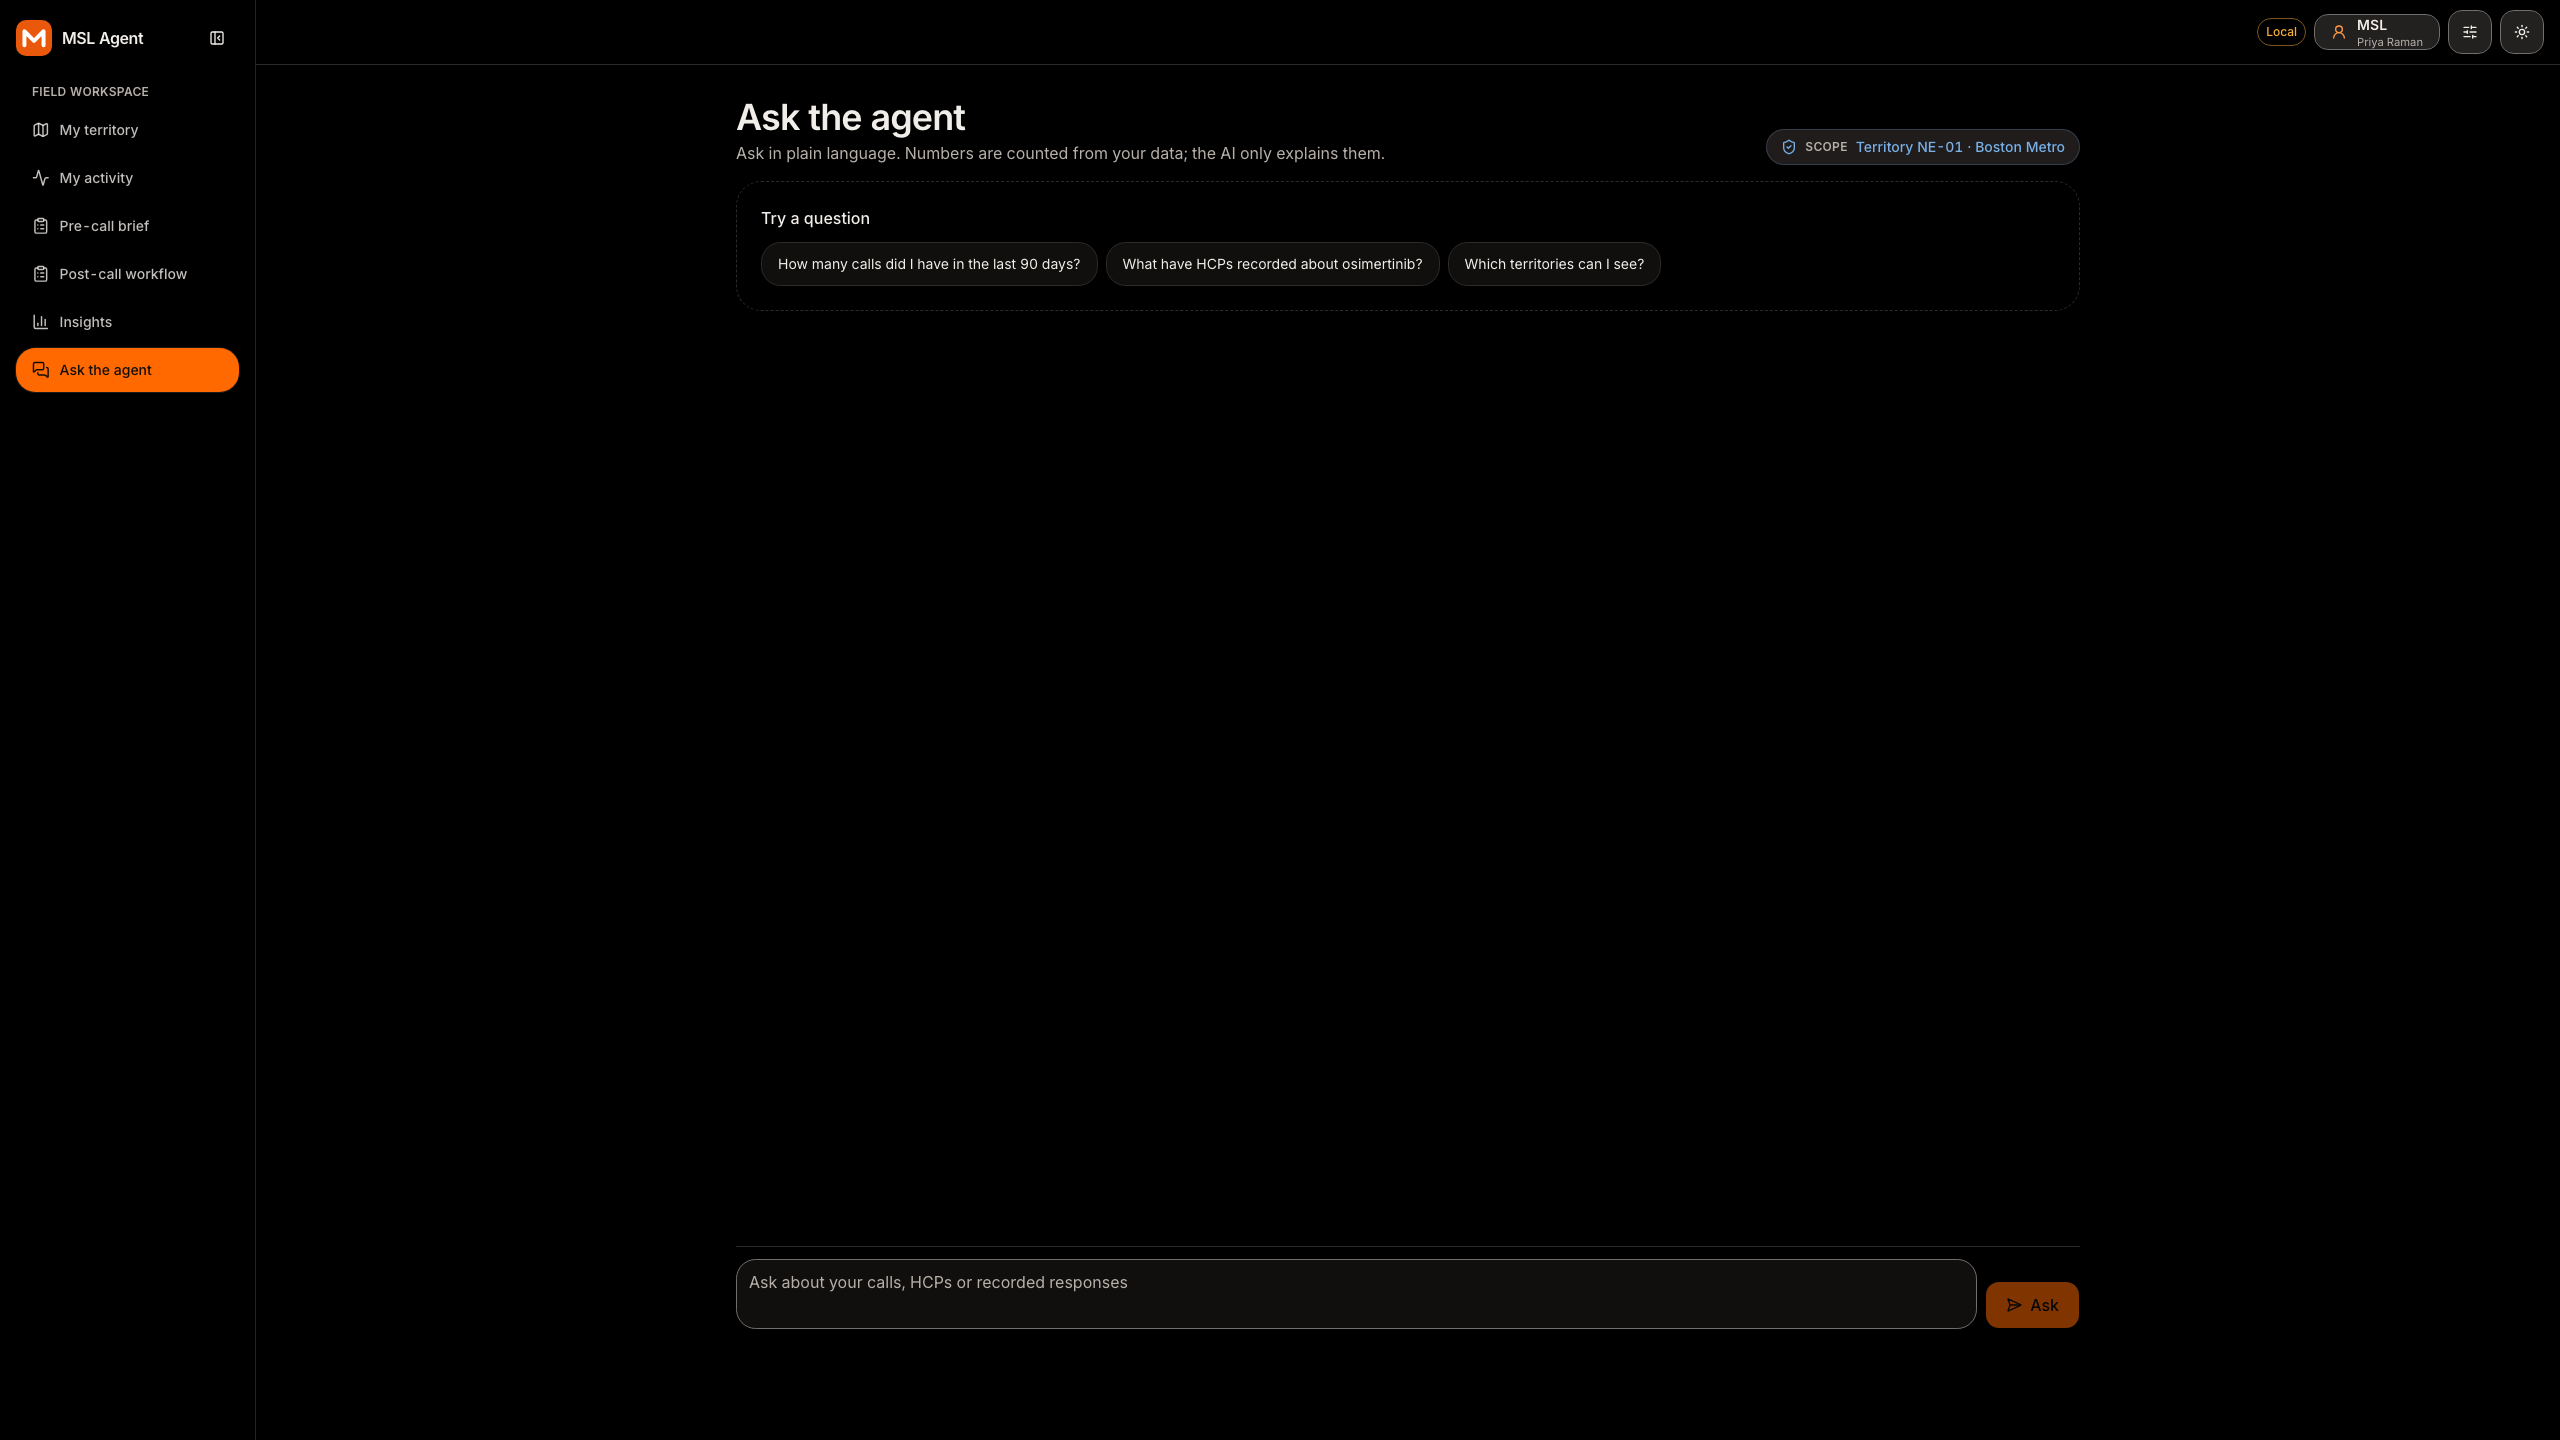 MSL Agent
FIELD WORKSPACE
My territory
My activity
Pre-call brief
Post-call workflow
Insights
Ask the agent
Local
MSL
Priya Raman
Ask the agent
Ask in plain language. Numbers are counted from your data; the AI only explains them.
SCOPE Territory NE-01 · Boston Metro
Try a question
How many calls did I have in the last 90 days?
What have HCPs recorded about osimertinib?
Which territories can I see?
Ask about your calls, HCPs or recorded responses
Ask